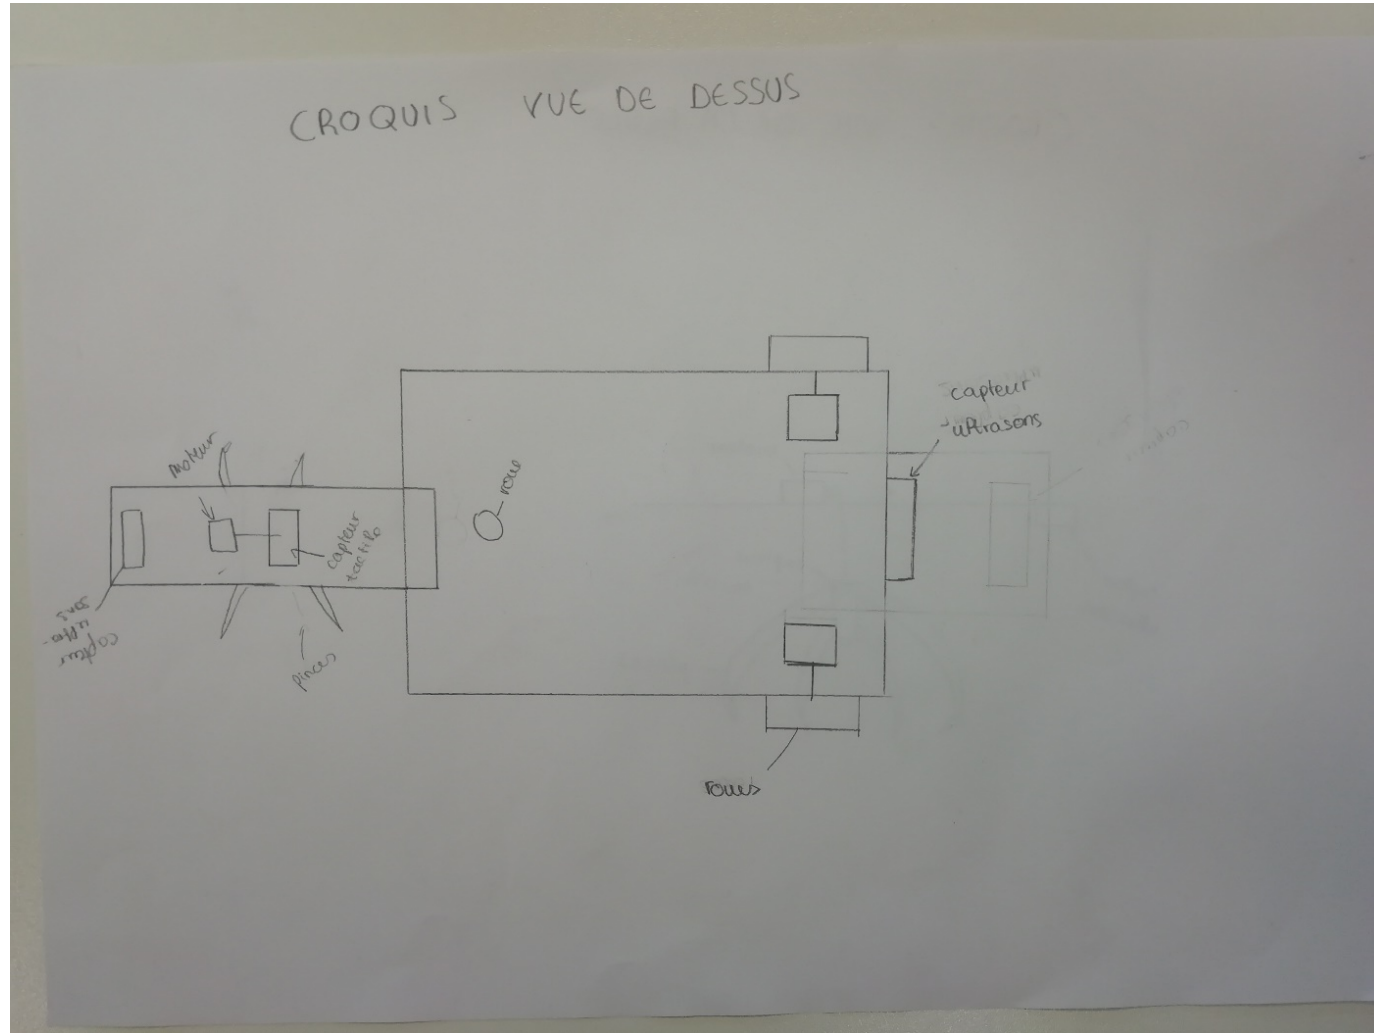 CROQUIS VUE DE DESSUS
capteur
ultrasons
moteur
roue
capteur
tactile
capteur
ultra-
sons
pinces
roues